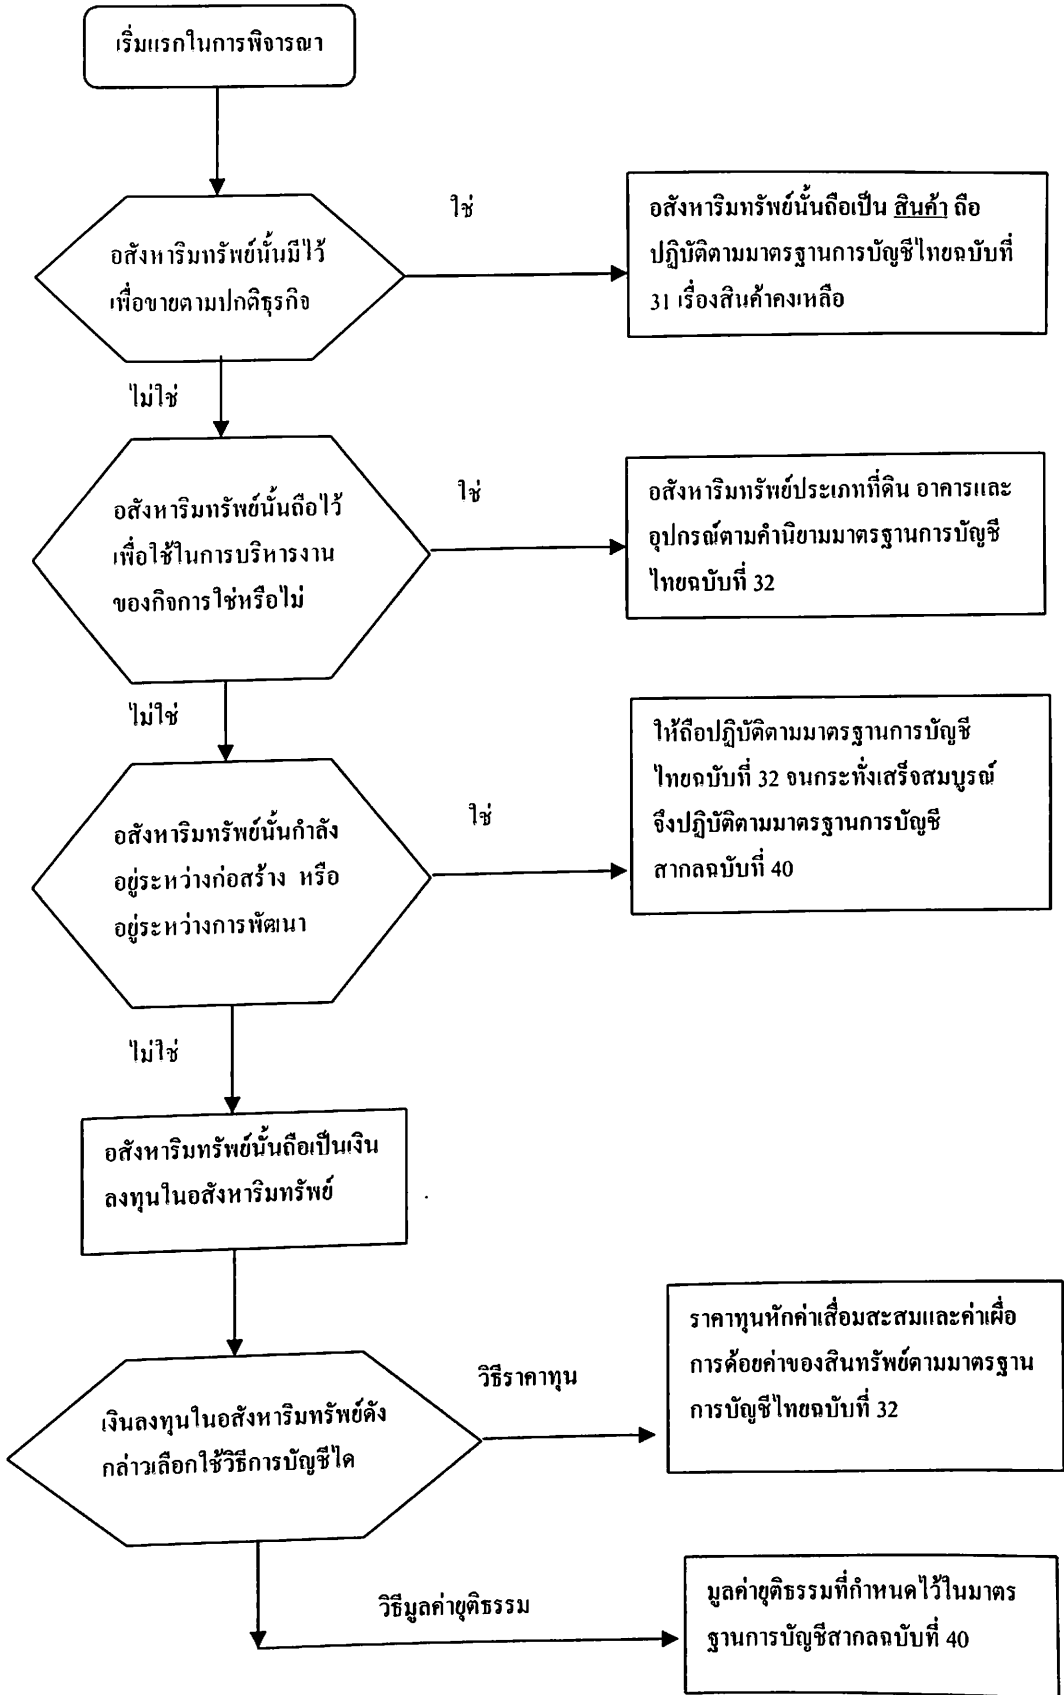 เริ่มแรกในการพิจารณา
ใช่
อสังหาริมทรัพย์นั้นมีไว้
เพื่อขายตามปกติธุรกิจ
อสังหาริมทรัพย์นั้นถือเป็น สินค้า ถือ
ปฏิบัติตามมาตรฐานการบัญชีไทยฉบับที่
31 เรื่องสินค้าคงเหลือ
ไม่ใช่
ใช่
อสังหาริมทรัพย์นั้นถือไว้
เพื่อใช้ในการบริหารงาน
ของกิจการใช่หรือไม่
อสังหาริมทรัพย์ประเภทที่ดิน อาคารและ
อุปกรณ์ตามคำนิยามมาตรฐานการบัญชี
ไทยฉบับที่ 32
ไม่ใช่
ใช่
อสังหาริมทรัพย์นั้นกำลัง
อยู่ระหว่างก่อสร้าง หรือ
อยู่ระหว่างการพัฒนา
ให้ถือปฏิบัติตามมาตรฐานการบัญชี
ไทยฉบับที่ 32 จนกระทั่งเสร็จสมบูรณ์
จึงปฏิบัติตามมาตรฐานการบัญชี
สากลฉบับที่ 40
ไม่ใช่
อสังหาริมทรัพย์นั้นถือเป็นเงิน
ลงทุนในอสังหาริมทรัพย์
เงินลงทุนในอสังหาริมทรัพย์ดัง
กล่าวเลือกใช้วิธีการบัญชีใด
วิธีราคาทุน
ราคาทุนหักค่าเสื่อมสะสมและค่าเผื่อ
การด้อยค่าของสินทรัพย์ตามมาตรฐาน
การบัญชีไทยฉบับที่ 32
วิธีมูลค่ายุติธรรม
มูลค่ายุติธรรมที่กำหนดไว้ในมาตร
ฐานการบัญชีสากลฉบับที่ 40